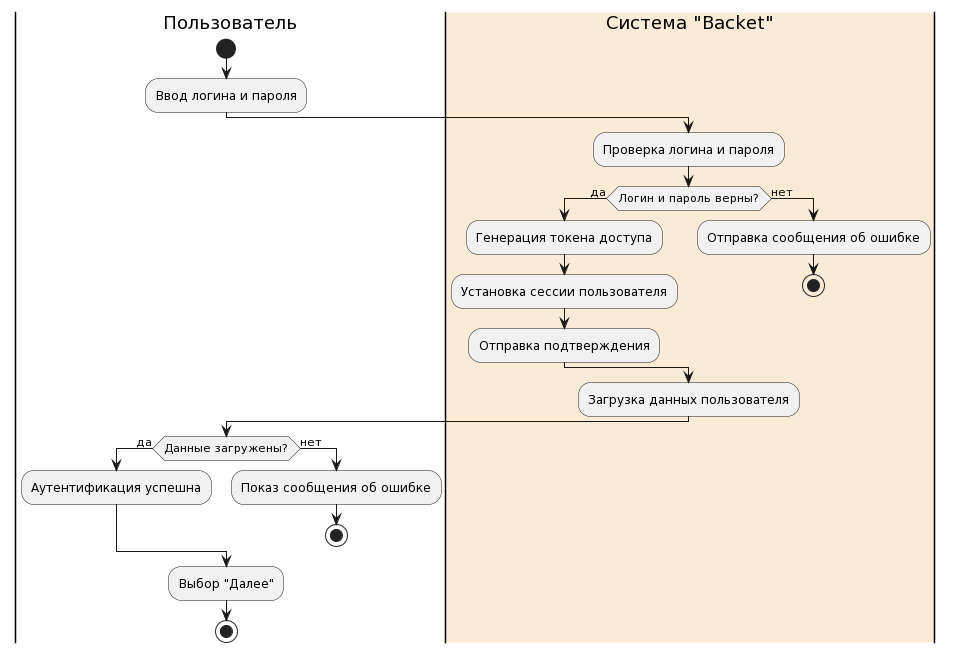 Пользователь
Система "Backet"
Ввод логина и пароля
Проверка логина и пароля
да
Логин и пароль верны?
нет
Генерация токена доступа
Отправка сообщения об ошибке
Установка сессии пользователя
Отправка подтверждения
Загрузка данных пользователя
да
Данные загружены?
нет
Аутентификация успешна
Показ сообщения об ошибке
Выбор "Далее"